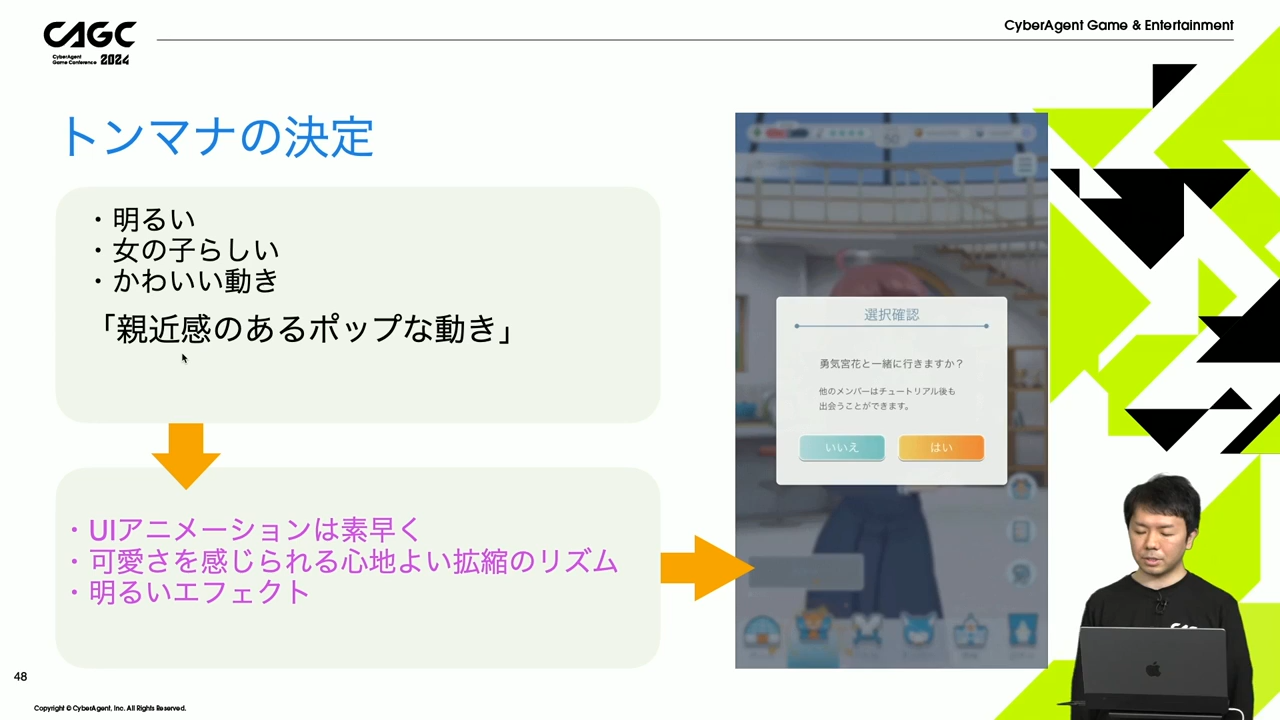 CAGC
CyberAgent
Game Conference 2024
CyberAgent Game & Entertainment
トンマナの決定
・明るい
・女の子らしい
・かわいい動き
「親近感のあるポップな動き」
・UIアニメーションは素早く
・可愛さを感じられる心地よい拡縮のリズム
・明るいエフェクト
選択確認
勇気宮花と一緒に行きますか？
他のメンバーはチュートリアル後も
出会うことができます。
いいえ
はい
48
Copyright © CyberAgent, Inc. All Rights Reserved.